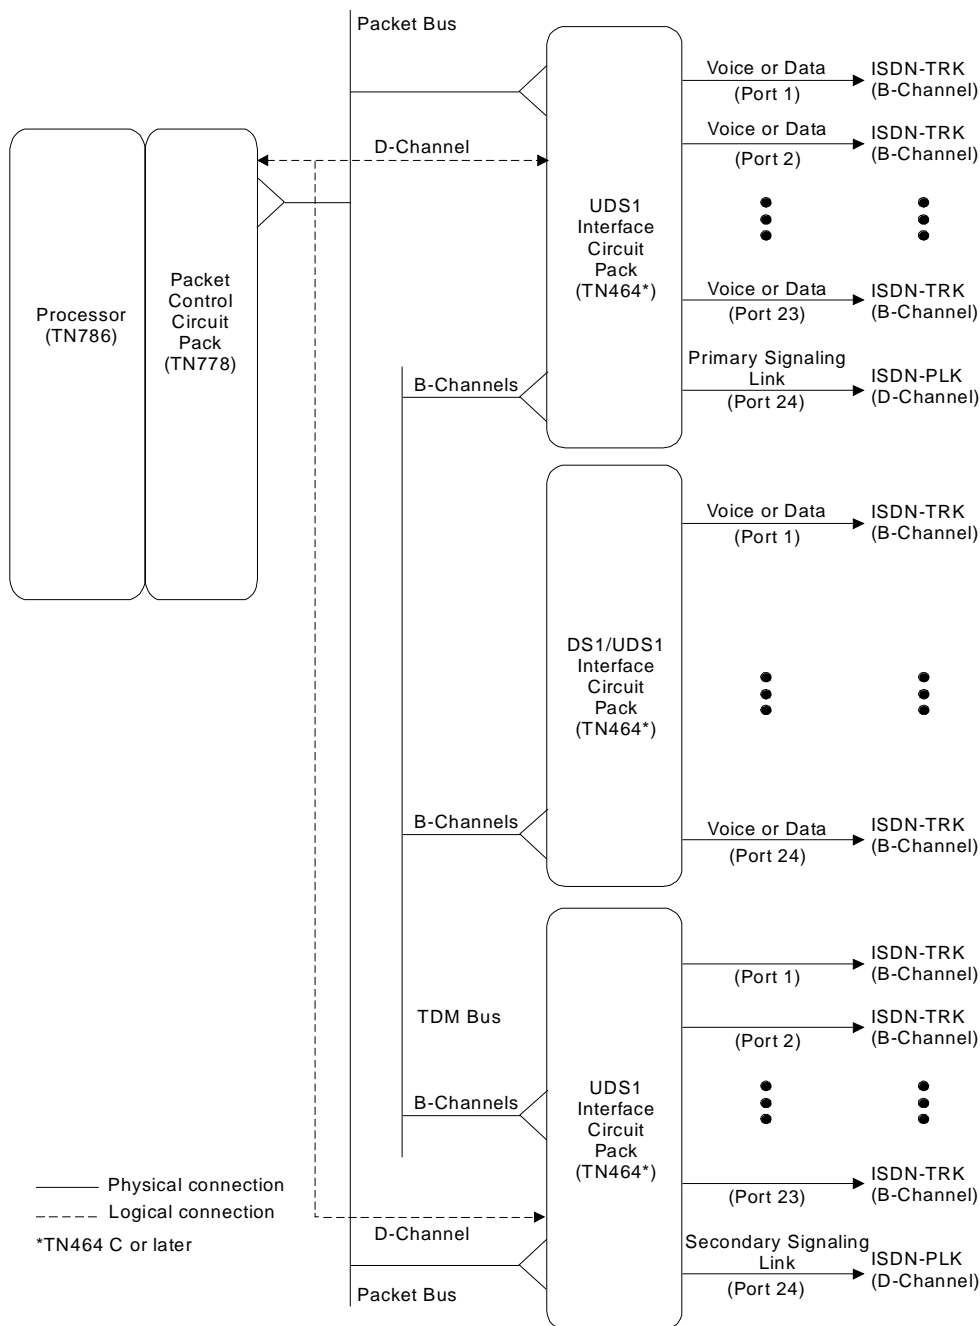 Packet Bus
Voice or Data
(Port 1)
ISDN-TRK
(B-Channel)
D-Channel
Voice or Data
(Port 2)
ISDN-TRK
(B-Channel)
Processor
(TN786)
Packet
Control
Circuit
Pack
(TN778)
UDS1
Interface
Circuit
Pack
(TN464*)
Voice or Data
(Port 23)
ISDN-TRK
(B-Channel)
B-Channels
Primary Signaling
Link
(Port 24)
ISDN-PLK
(D-Channel)
Voice or Data
(Port 1)
ISDN-TRK
(B-Channel)
DS1/UDS1
Interface
Circuit
Pack
(TN464*)
B-Channels
Voice or Data
(Port 24)
ISDN-TRK
(B-Channel)
(Port 1)
ISDN-TRK
(B-Channel)
TDM Bus
(Port 2)
ISDN-TRK
(B-Channel)
B-Channels
UDS1
Interface
Circuit
Pack
(TN464*)
(Port 23)
ISDN-TRK
(B-Channel)
Physical connection
Logical connection
*TN464 C or later
D-Channel
Packet Bus
Secondary Signaling
Link
(Port 24)
ISDN-PLK
(D-Channel)